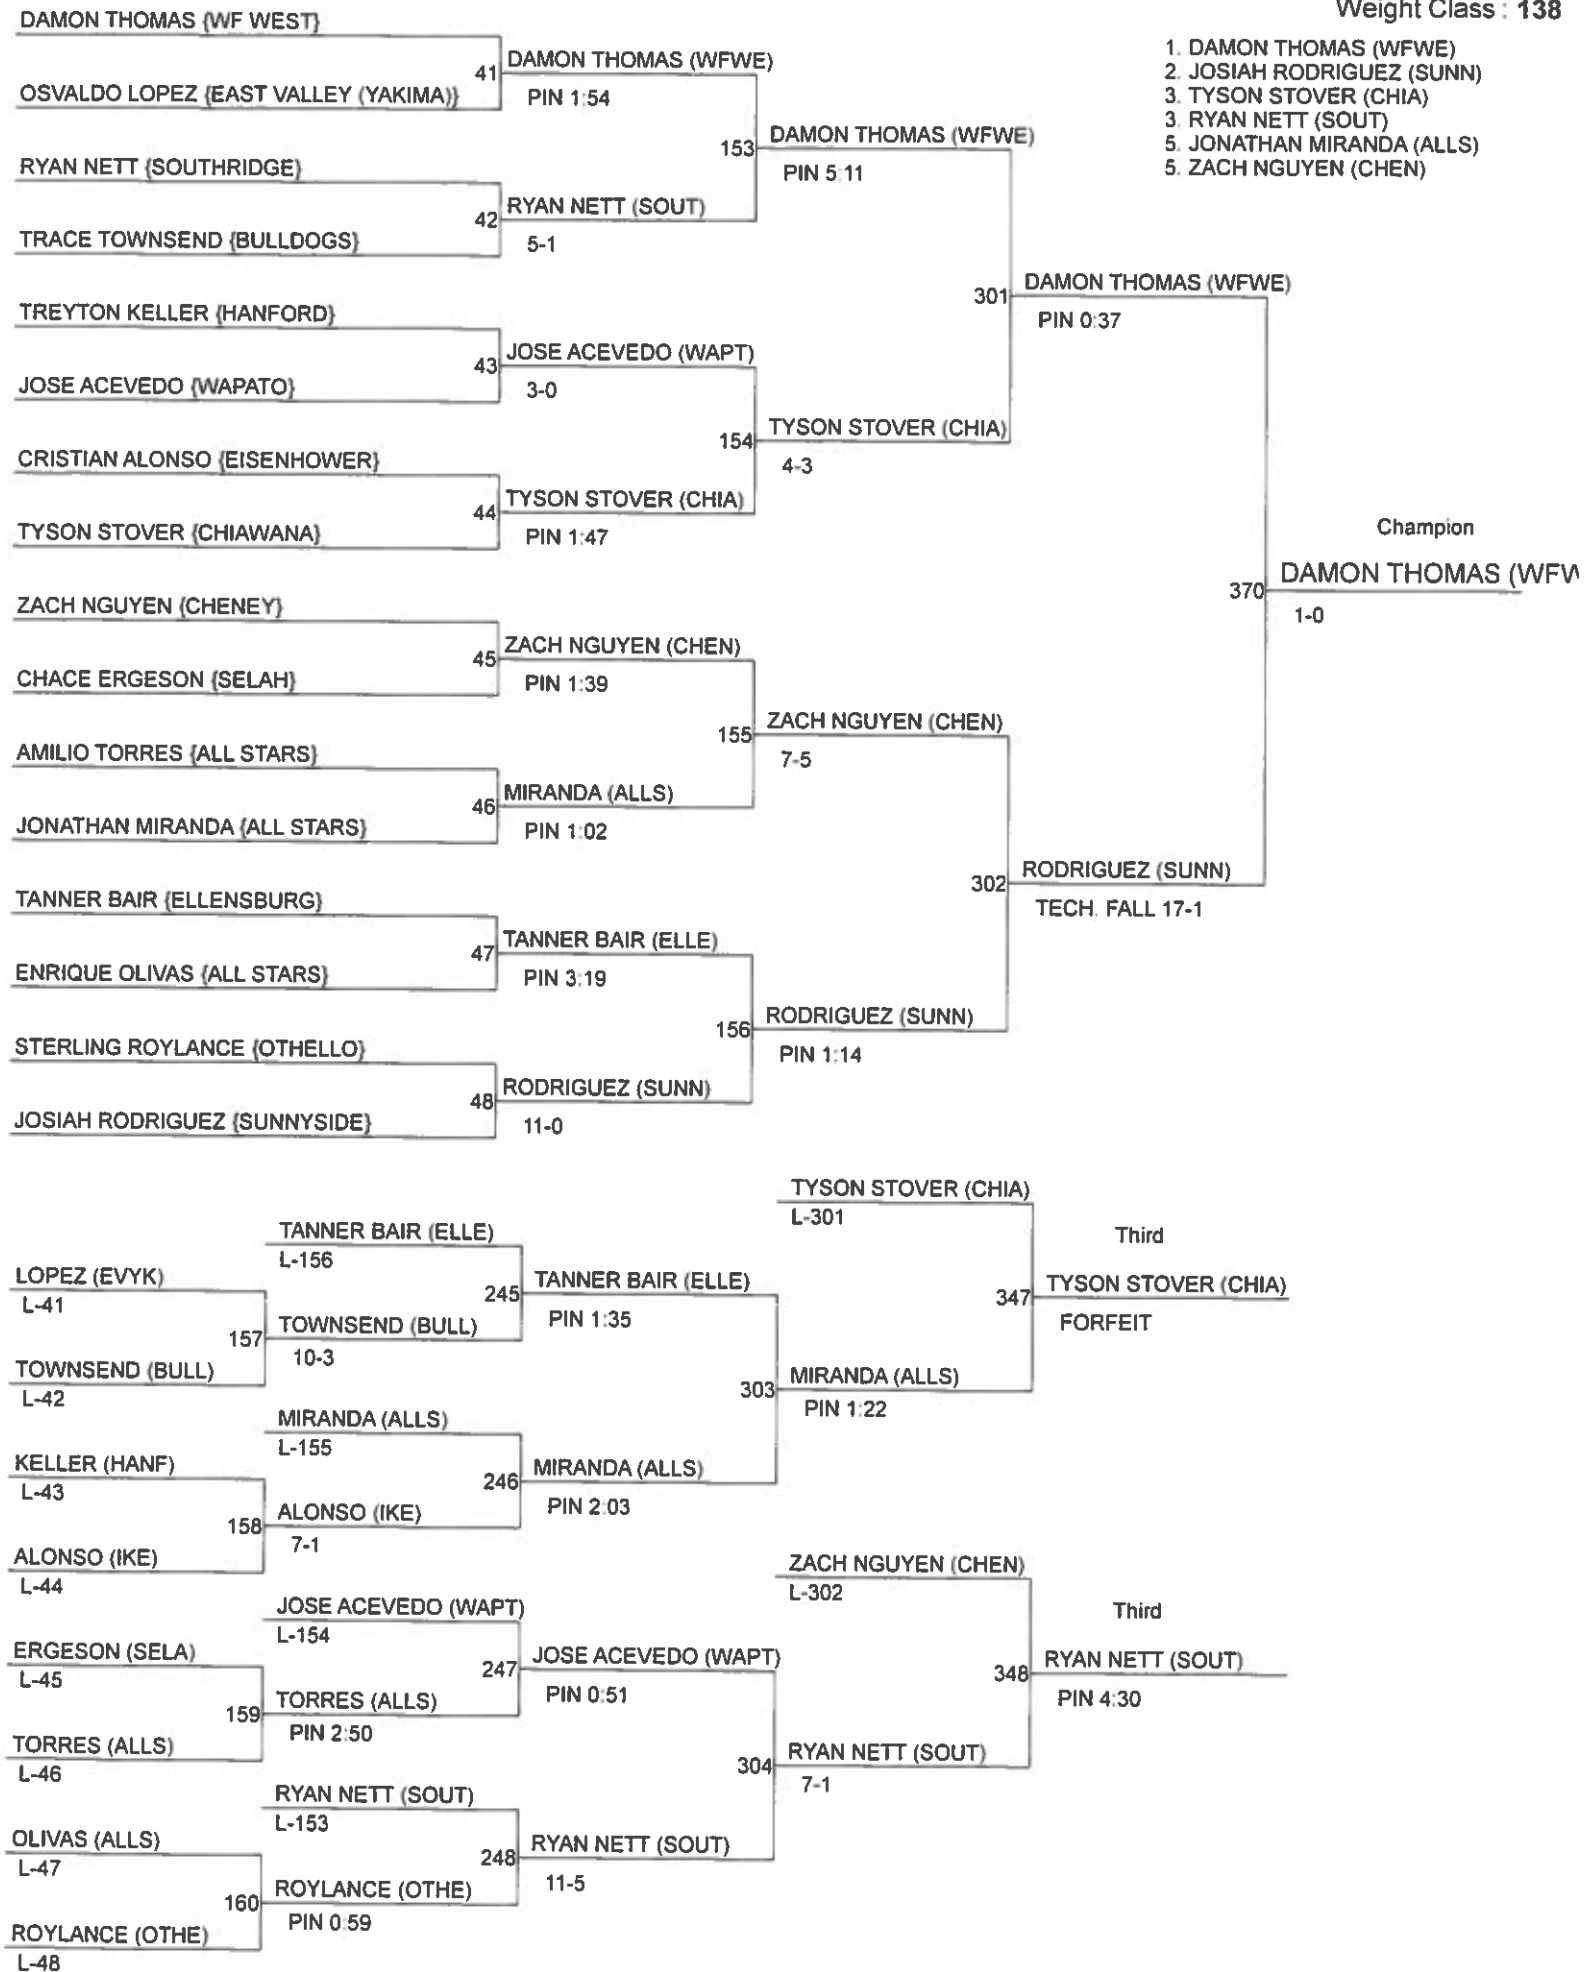 Weight Class : 138
1. DAMON THOMAS (WFWE)
2. JOSIAH RODRIGUEZ (SUNN)
3. TYSON STOVER (CHIA)
3. RYAN NETT (SOUT)
5. JONATHAN MIRANDA (ALLS)
5. ZACH NGUYEN (CHEN)
DAMON THOMAS {WF WEST}
OSVALDO LOPEZ {EAST VALLEY (YAKIMA)}
RYAN NETT {SOUTHRIDGE}
TRACE TOWNSEND {BULLDOGS}
TREYTON KELLER {HANFORD}
JOSE ACEVEDO {WAPATO}
CRISTIAN ALONSO {EISENHOWER}
TYSON STOVER {CHIAWANA}
ZACH NGUYEN {CHENEY}
CHACE ERGESON {SELAH}
AMILIO TORRES {ALL STARS}
JONATHAN MIRANDA {ALL STARS}
TANNER BAIR {ELLENSBURG}
ENRIQUE OLIVAS {ALL STARS}
STERLING ROYLANCE {OTHELLO}
JOSIAH RODRIGUEZ {SUNNYSIDE}
41 DAMON THOMAS (WFWE)
PIN 1:54
42 RYAN NETT (SOUT)
5-1
43 JOSE ACEVEDO (WAPT)
3-0
44 TYSON STOVER (CHIA)
PIN 1:47
45 ZACH NGUYEN (CHEN)
PIN 1:39
46 MIRANDA (ALLS)
PIN 1:02
47 TANNER BAIR (ELLE)
PIN 3:19
48 RODRIGUEZ (SUNN)
11-0
153 DAMON THOMAS (WFWE)
PIN 5:11
154 TYSON STOVER (CHIA)
4-3
155 ZACH NGUYEN (CHEN)
7-5
156 RODRIGUEZ (SUNN)
PIN 1:14
301 DAMON THOMAS (WFWE)
PIN 0:37
302 RODRIGUEZ (SUNN)
TECH. FALL 17-1
Champion
370 DAMON THOMAS (WFW
1-0
LOPEZ (EVYK)
L-41
TOWNSEND (BULL)
L-42
KELLER (HANF)
L-43
ALONSO (IKE)
L-44
ERGESON (SELA)
L-45
TORRES (ALLS)
L-46
OLIVAS (ALLS)
L-47
ROYLANCE (OTHE)
L-48
TANNER BAIR (ELLE)
L-156
157 TOWNSEND (BULL)
10-3
MIRANDA (ALLS)
L-155
158 ALONSO (IKE)
7-1
JOSE ACEVEDO (WAPT)
L-154
159 TORRES (ALLS)
PIN 2:50
RYAN NETT (SOUT)
L-153
160 ROYLANCE (OTHE)
PIN 0:59
245 TANNER BAIR (ELLE)
PIN 1:35
246 MIRANDA (ALLS)
PIN 2:03
247 JOSE ACEVEDO (WAPT)
PIN 0:51
248 RYAN NETT (SOUT)
11-5
TYSON STOVER (CHIA)
L-301
303 MIRANDA (ALLS)
PIN 1:22
ZACH NGUYEN (CHEN)
L-302
304 RYAN NETT (SOUT)
7-1
Third
347 TYSON STOVER (CHIA)
FORFEIT
Third
348 RYAN NETT (SOUT)
PIN 4:30